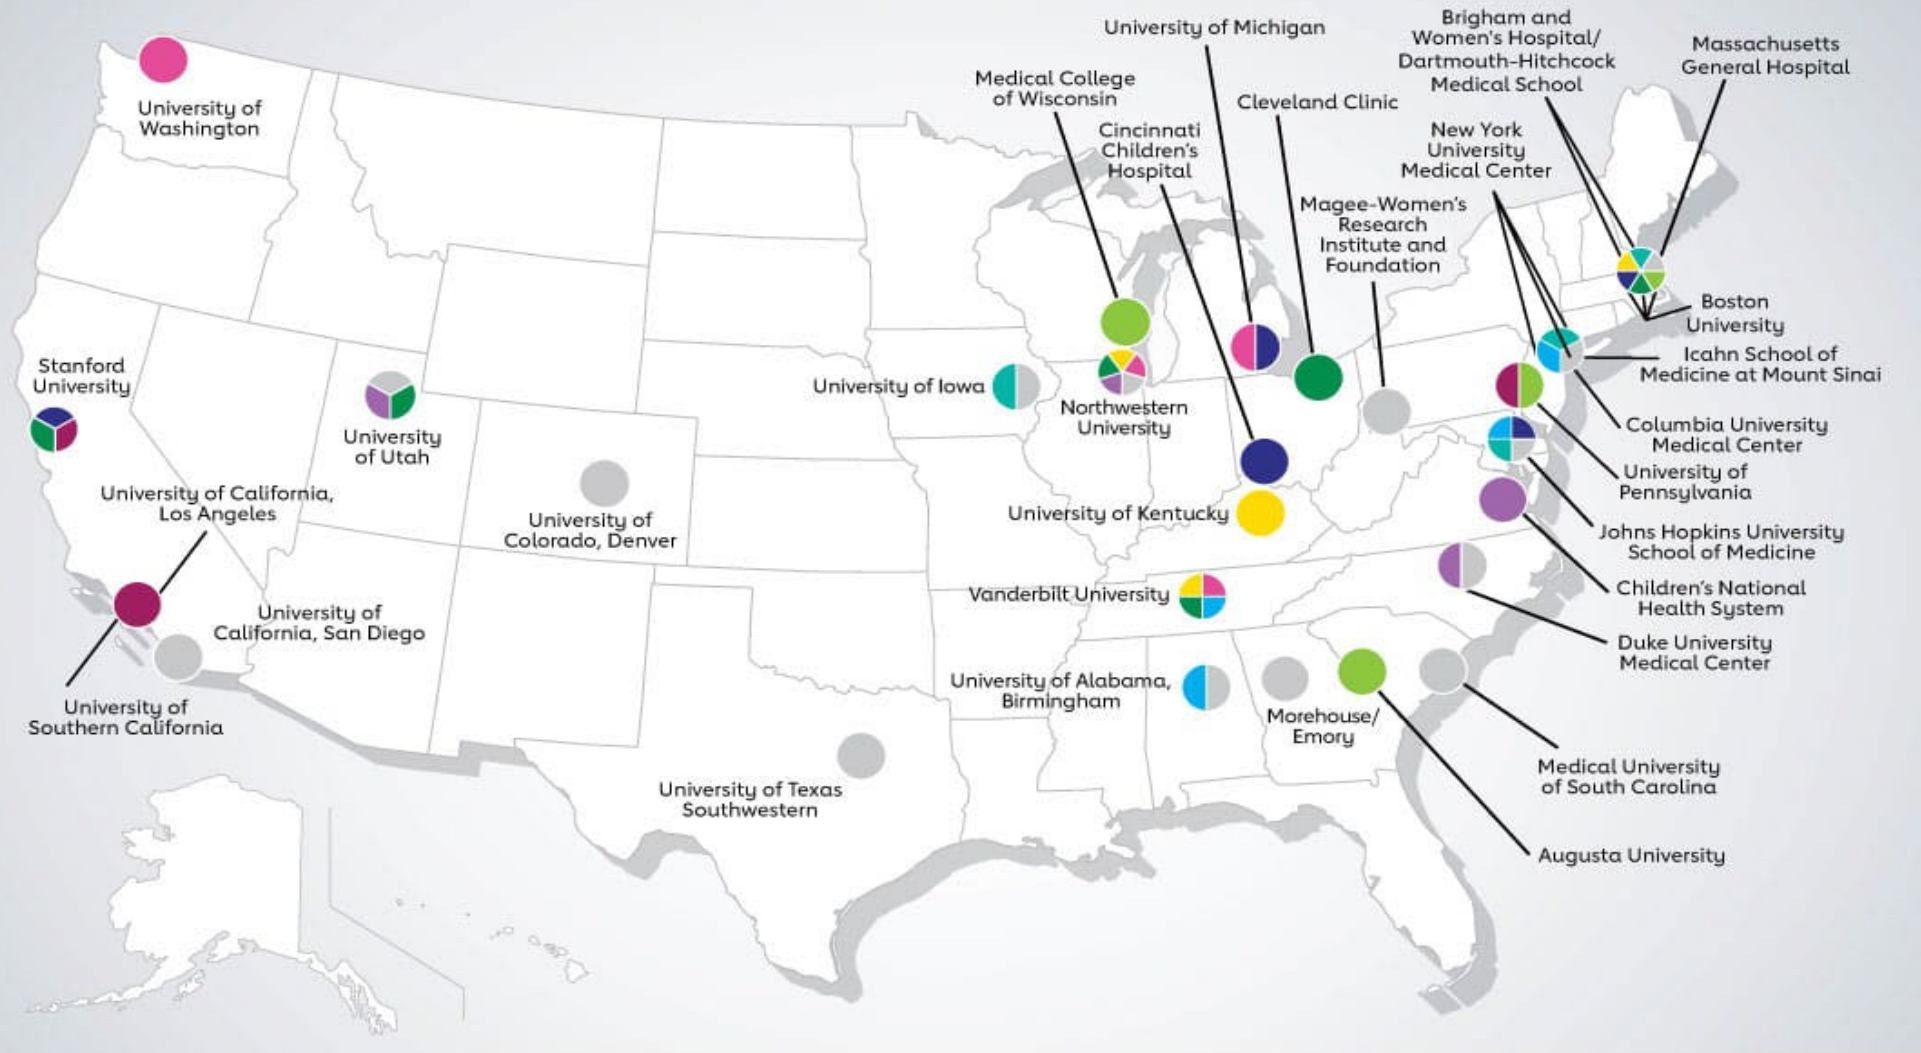 University of
Washington
Stanford
University
University
of Utah
University of California,
Los Angeles
University of
Colorado, Denver
University of
California, San Diego
University of
Southern California
University of Texas
Southwestern
University of Iowa
Medical College
of Wisconsin
University of Michigan
Cincinnati
Children's
Hospital
Cleveland Clinic
Northwestern
University
University of Kentucky
Vanderbilt University
University of Alabama,
Birmingham
Morehouse/
Emory
Magee-Women's
Research
Institute and
Foundation
Brigham and
Women's Hospital/
Dartmouth-Hitchcock
Medical School
New York
University
Medical Center
Massachusetts
General Hospital
Boston
University
Icahn School of
Medicine at Mount Sinai
Columbia University
Medical Center
University of
Pennsylvania
Johns Hopkins University
School of Medicine
Children's National
Health System
Duke University
Medical Center
Medical University
of South Carolina
Augusta University